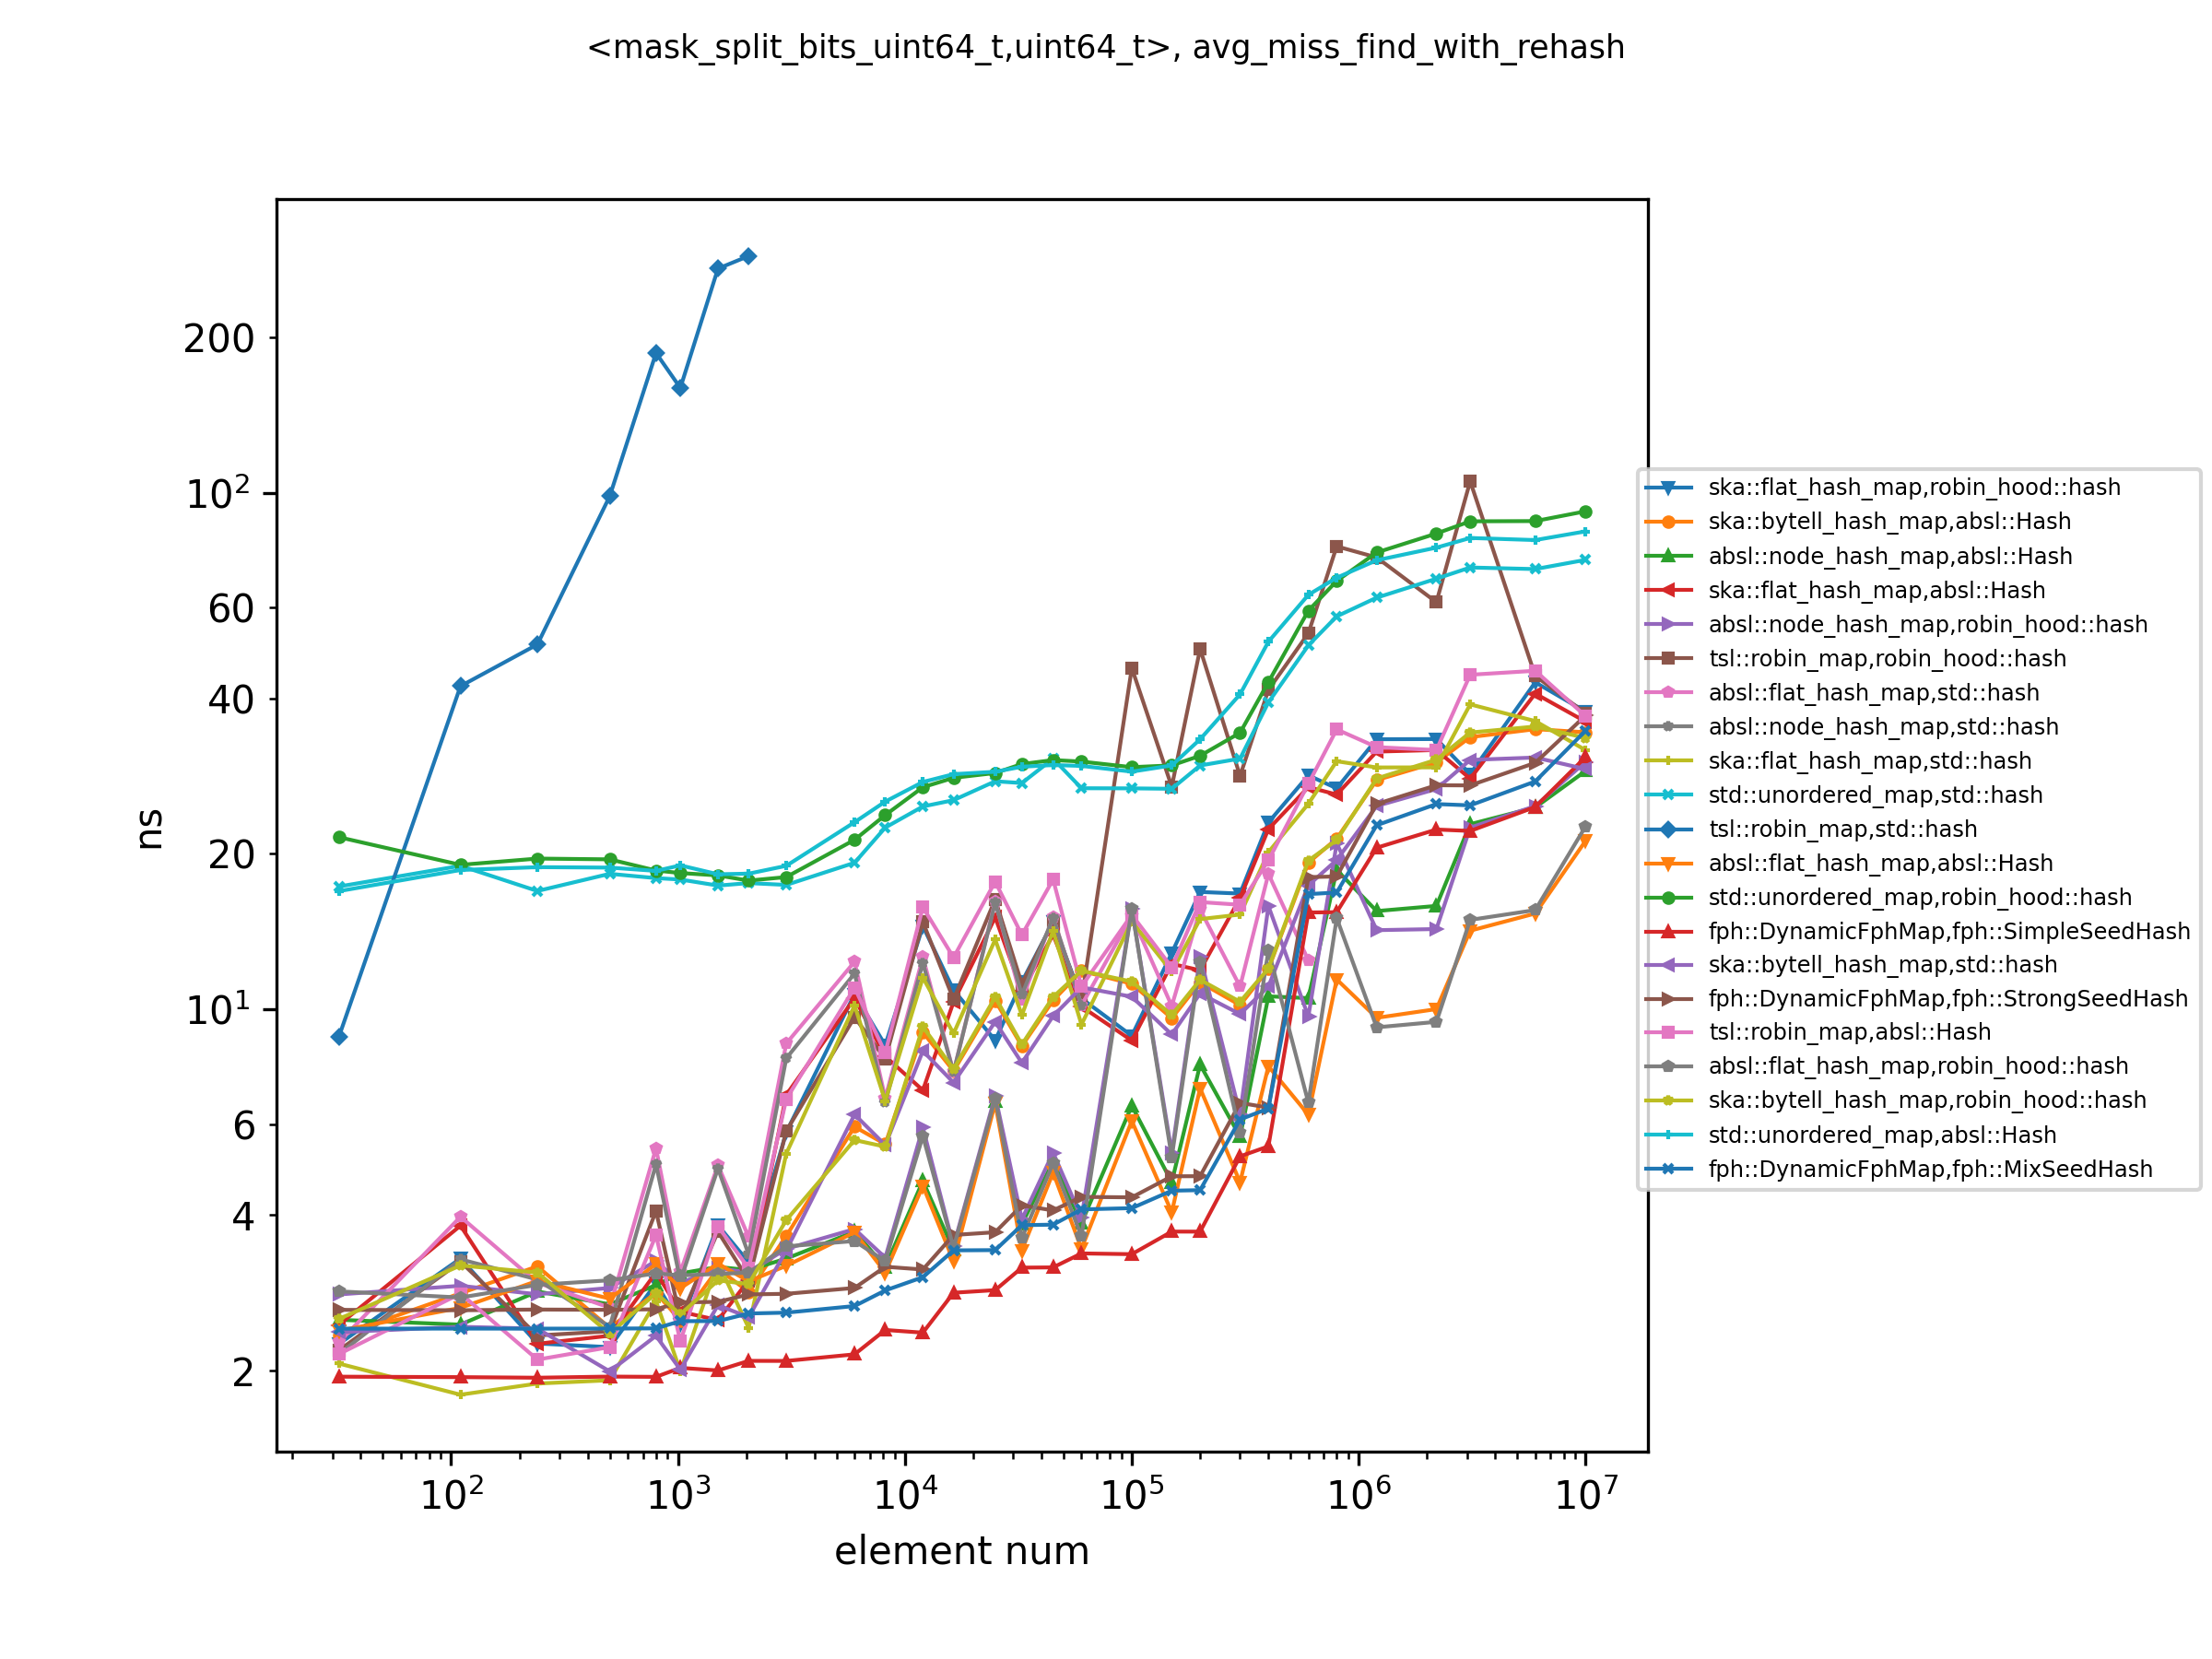 <mask_split_bits_uint64_t,uint64_t>, avg_miss_find_with_rehash
200
10²
60
40
20
10¹
6
4
2
ns
10²
10³
10⁴
10⁵
10⁶
10⁷
element num
ska::flat_hash_map,robin_hood::hash
ska::bytell_hash_map,absl::Hash
absl::node_hash_map,absl::Hash
ska::flat_hash_map,absl::Hash
absl::node_hash_map,robin_hood::hash
tsl::robin_map,robin_hood::hash
absl::flat_hash_map,std::hash
absl::node_hash_map,std::hash
ska::flat_hash_map,std::hash
std::unordered_map,std::hash
tsl::robin_map,std::hash
absl::flat_hash_map,absl::Hash
std::unordered_map,robin_hood::hash
fph::DynamicFphMap,fph::SimpleSeedHash
ska::bytell_hash_map,std::hash
fph::DynamicFphMap,fph::StrongSeedHash
tsl::robin_map,absl::Hash
absl::flat_hash_map,robin_hood::hash
ska::bytell_hash_map,robin_hood::hash
std::unordered_map,absl::Hash
fph::DynamicFphMap,fph::MixSeedHash